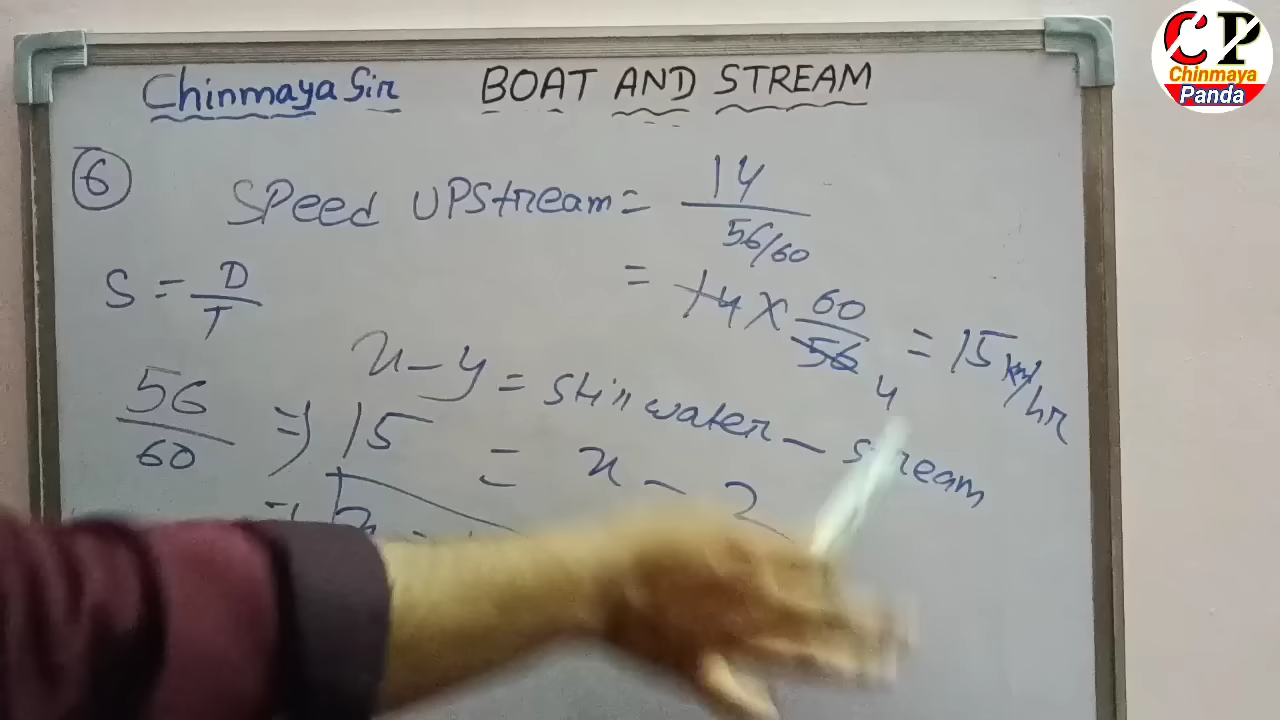 Chinmaya Sir BOAT AND STREAM
CP
Chinmaya
Panda
6 Speed Upstream = 14
56/60
S = D
T
= 14 X 60
56 4 = 15 km/hr
x - y = still water - stream
56
60 => 15 = x - 2